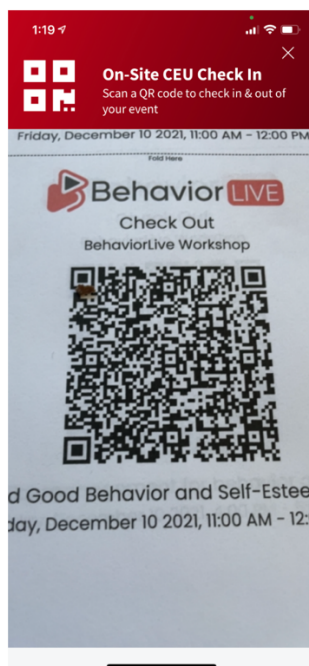 1:19
On-Site CEU Check In
Scan a QR code to check in & out of
your event
Friday, December 10 2021, 11:00 AM - 12:00 PM
Fold Here
Behavior LIVE
Check Out
BehaviorLive Workshop
d Good Behavior and Self-Estee
day, December 10 2021, 11:00 AM - 12: